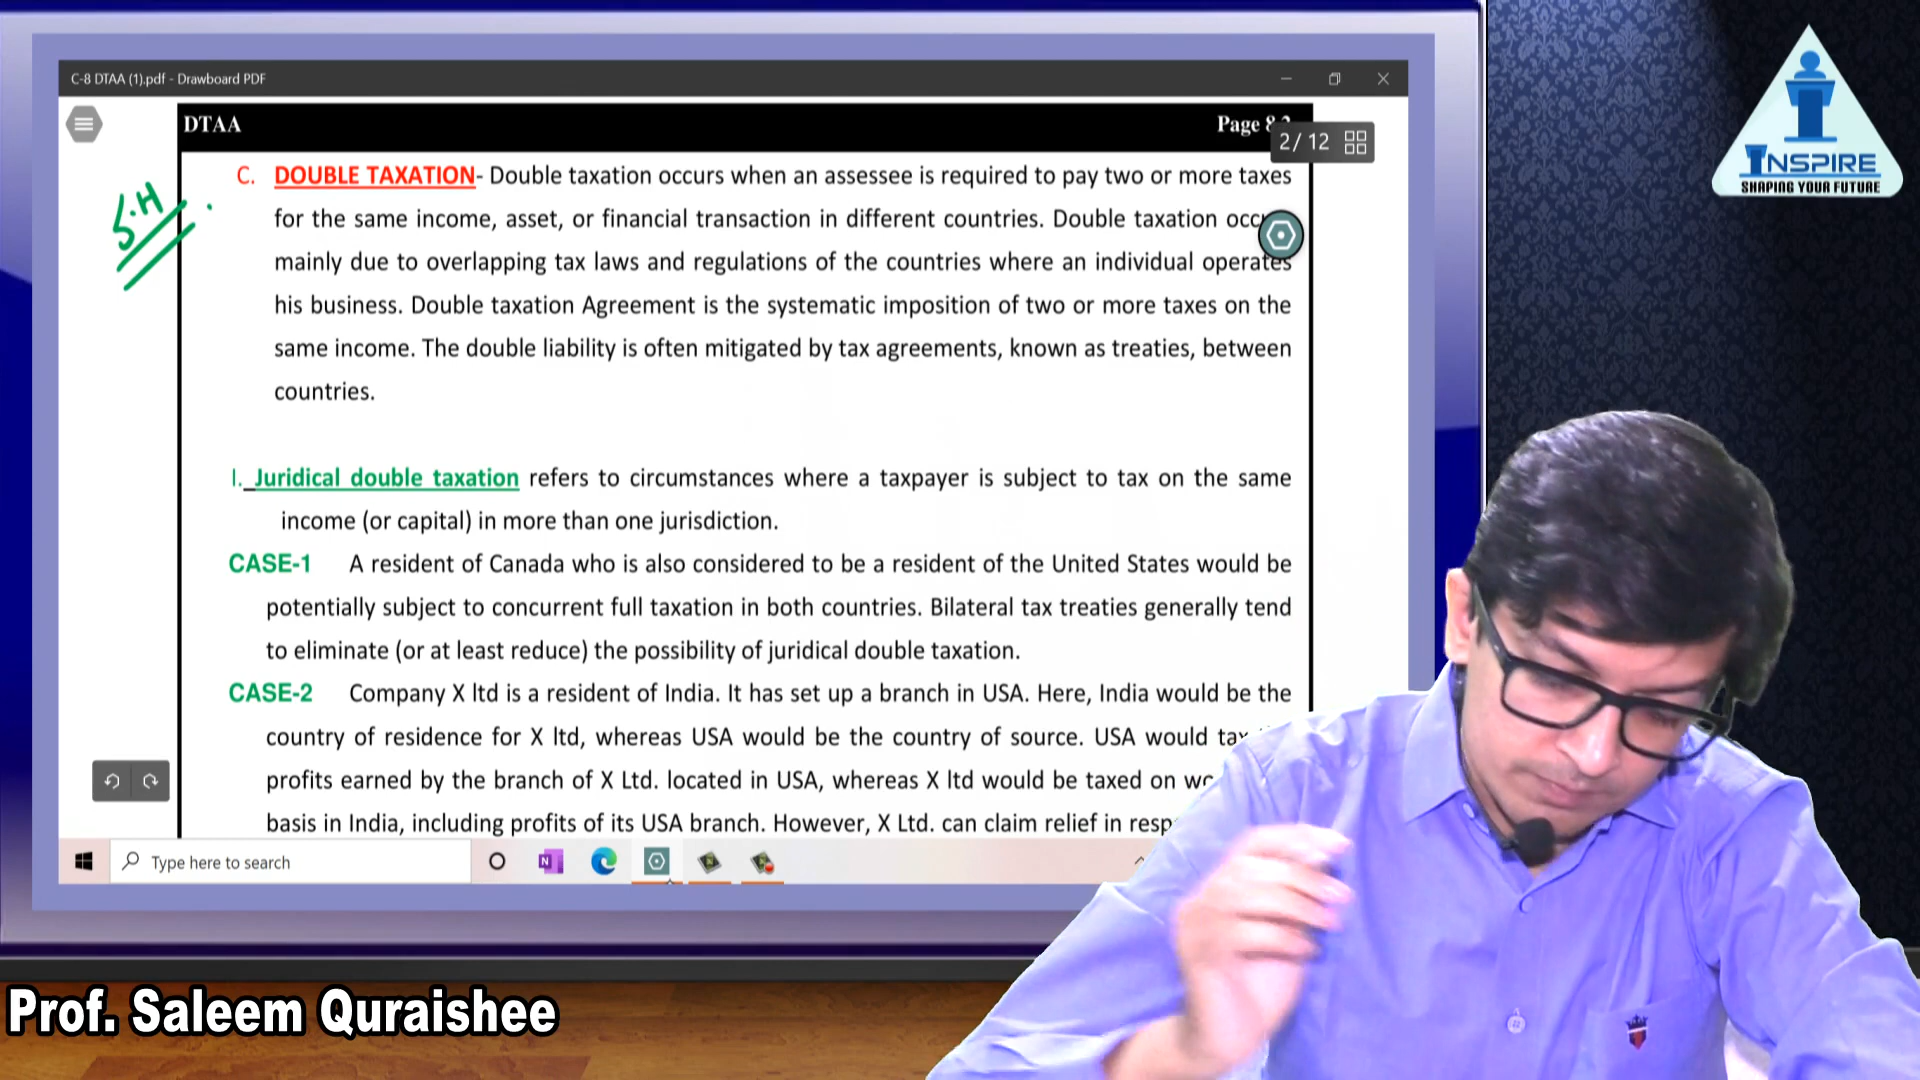 C-8 DTAA (1).pdf - Drawboard PDF
DTAA
Page 8
2 / 12
INSPIRE
SHAPING YOUR FUTURE
S.H
C. DOUBLE TAXATION- Double taxation occurs when an assessee is required to pay two or more taxes
for the same income, asset, or financial transaction in different countries. Double taxation
mainly due to overlapping tax laws and regulations of the countries where an individual operates
his business. Double taxation Agreement is the systematic imposition of two or more taxes on the
same income. The double liability is often mitigated by tax agreements, known as treaties, between
countries.
I. Juridical double taxation refers to circumstances where a taxpayer is subject to tax on the same
income (or capital) in more than one jurisdiction.
CASE-1 A resident of Canada who is also considered to be a resident of the United States would be
potentially subject to concurrent full taxation in both countries. Bilateral tax treaties generally tend
to eliminate (or at least reduce) the possibility of juridical double taxation.
CASE-2 Company X ltd is a resident of India. It has set up a branch in USA. Here, India would be the
country of residence for X ltd, whereas USA would be the country of source. USA would tax
profits earned by the branch of X Ltd. located in USA, whereas X ltd would be taxed on
basis in India, including profits of its USA branch. However, X Ltd. can claim relief in
Type here to search
Prof. Saleem Quraishee